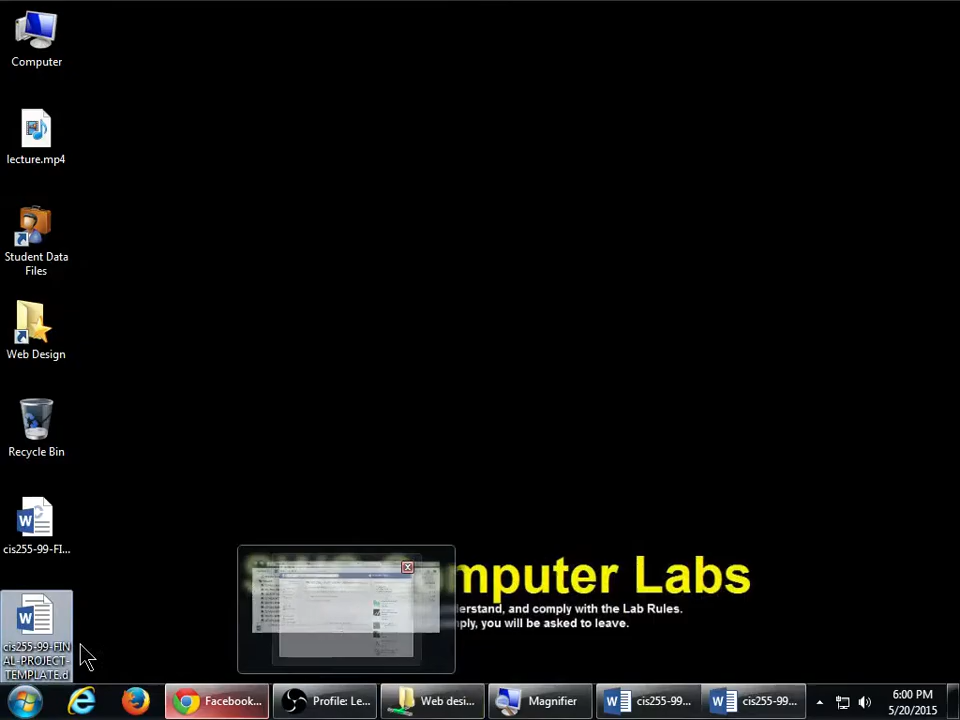 Computer
lecture.mp4
Student Data
Files
Web Design
Recycle Bin
cis255-99-FI...
cis255-99-FIN
AL-PROJECT-
TEMPLATE.d
mputer Labs
derstand, and comply with the Lab Rules.
mply, you will be asked to leave.
Facebook...
Profile: Le...
Web desi...
Magnifier
cis255-99...
cis255-99...
6:00 PM
5/20/2015